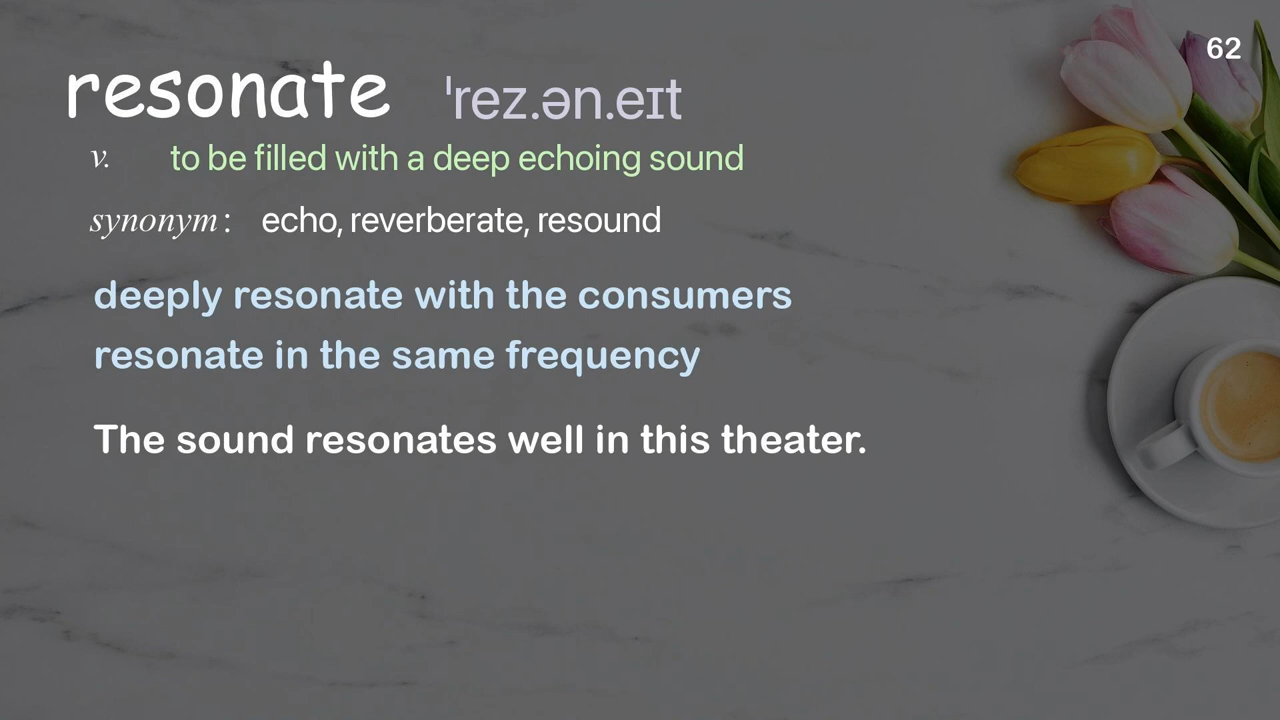 62
resonate ˈrez.ən.eɪt
v. to be filled with a deep echoing sound
synonym: echo, reverberate, resound
deeply resonate with the consumers
resonate in the same frequency
The sound resonates well in this theater.